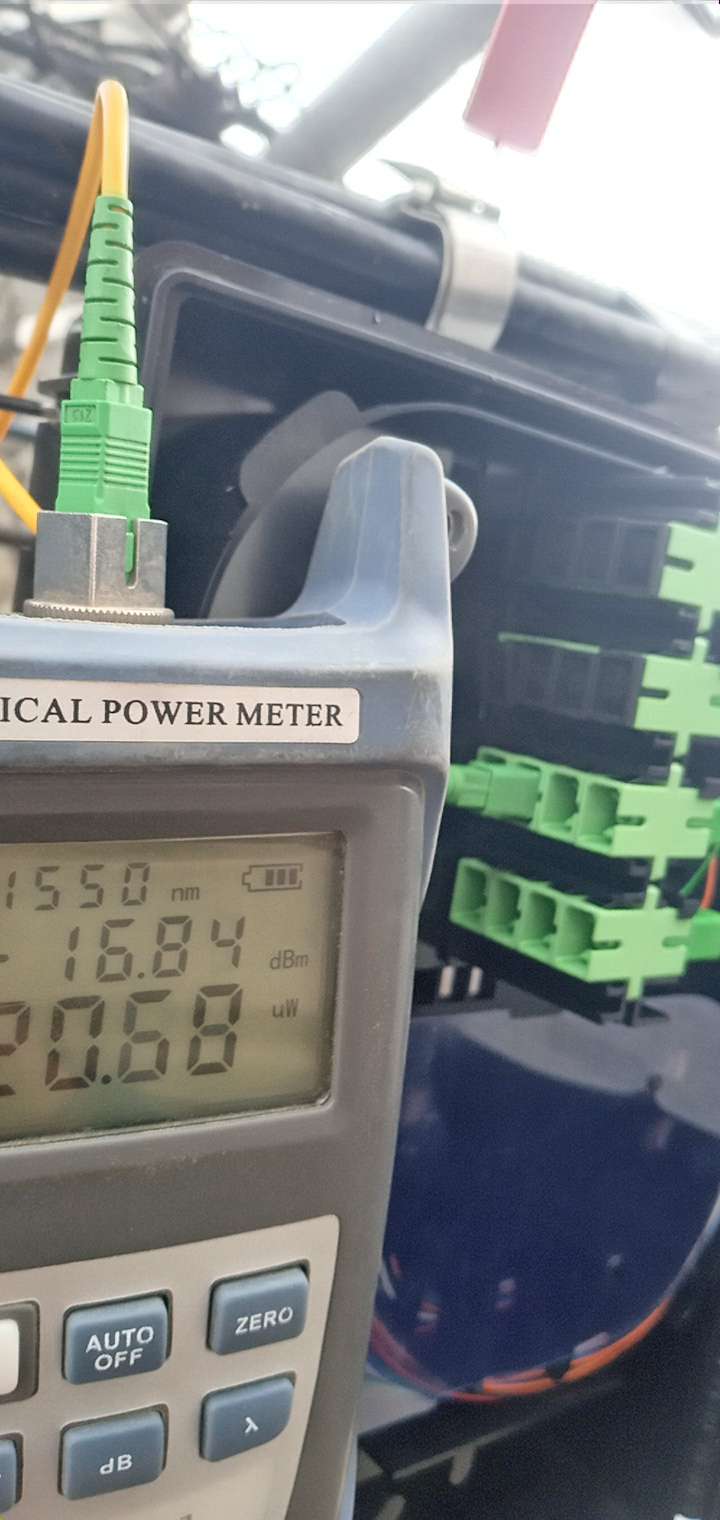 ICAL POWER METER
1550 nm
- 16.84 dBm
20.68 uW
AUTO OFF
ZERO
dB
λ